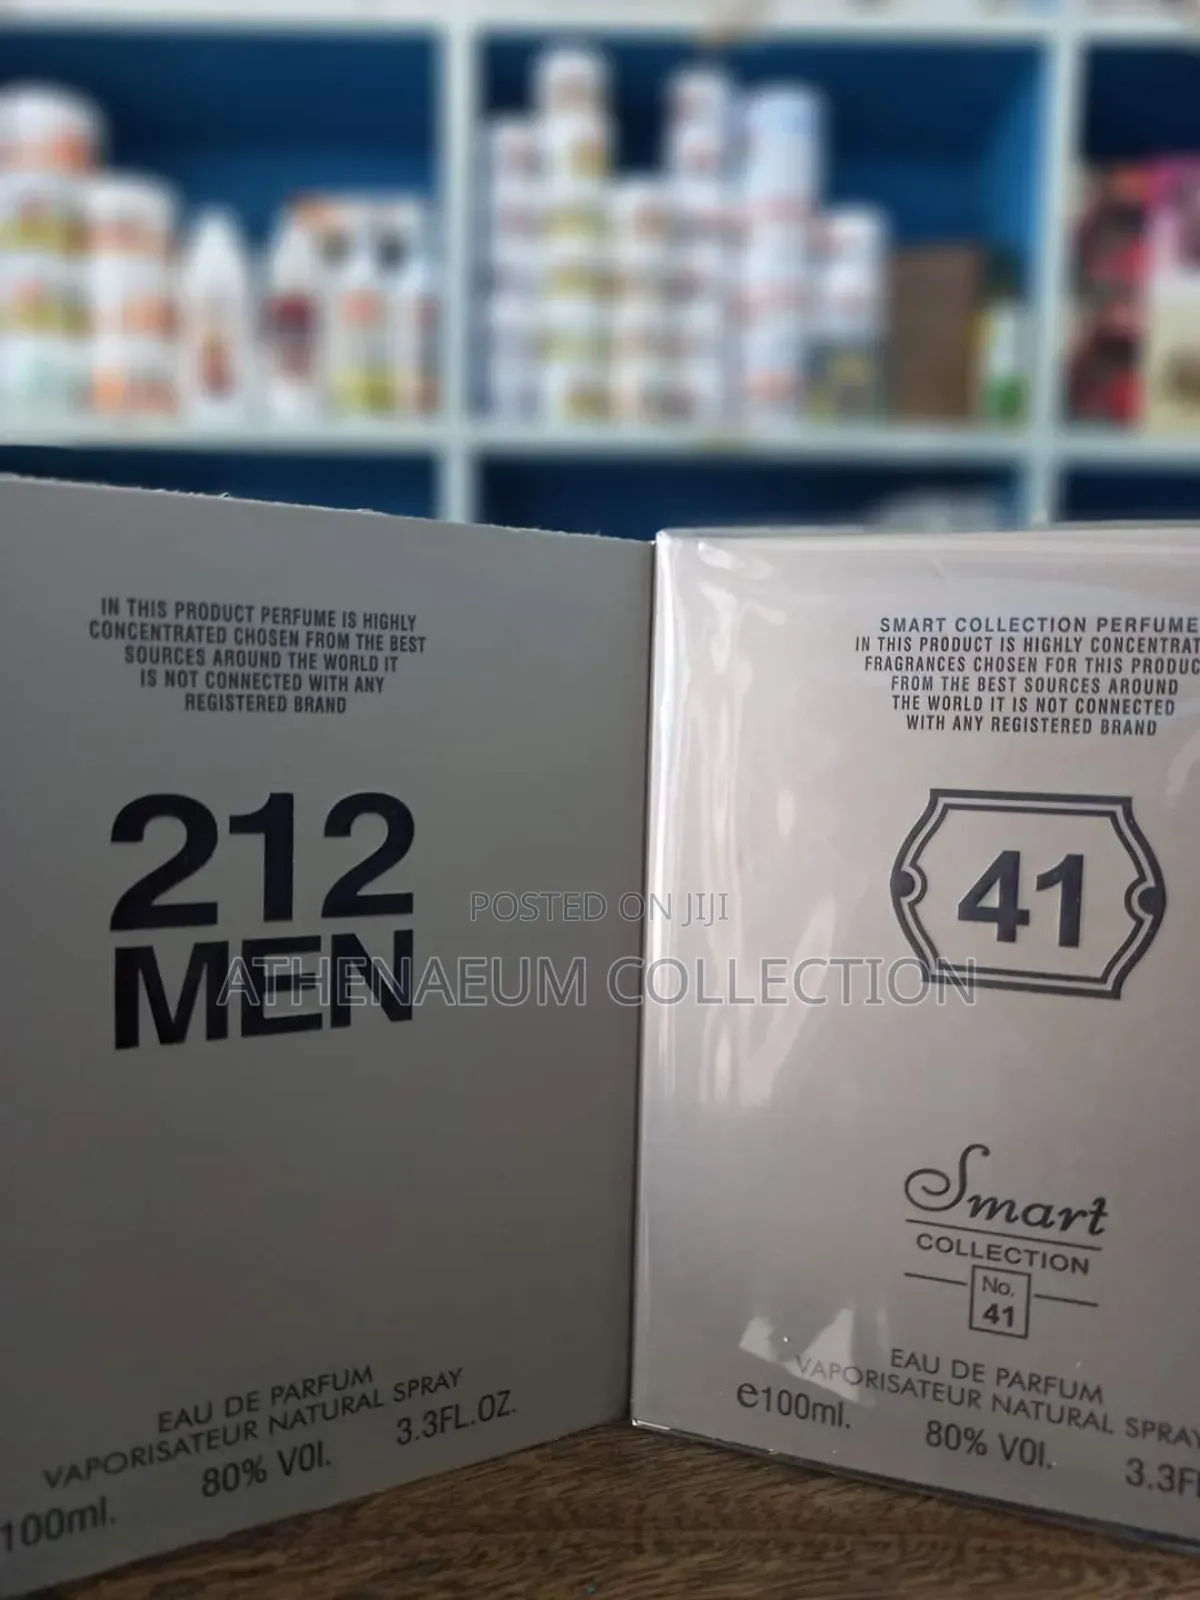 IN THIS PRODUCT PERFUME IS HIGHLY
CONCENTRATED CHOSEN FROM THE BEST
SOURCES AROUND THE WORLD IT
IS NOT CONNECTED WITH ANY
REGISTERED BRAND
212
MEN
EAU DE PARFUM
VAPORISATEUR NATURAL SPRAY
100ml. 80% VOl. 3.3FL.OZ.
SMART COLLECTION PERFUME
IN THIS PRODUCT IS HIGHLY CONCENTRAT
FRAGRANCES CHOSEN FOR THIS PRODUC
FROM THE BEST SOURCES AROUND
THE WORLD IT IS NOT CONNECTED
WITH ANY REGISTERED BRAND
41
Smart
COLLECTION
No.
41
EAU DE PARFUM
VAPORISATEUR NATURAL SPRAY
e100ml. 80% VOl. 3.3F
POSTED ON JIJI
ATHENAEUM COLLECTION